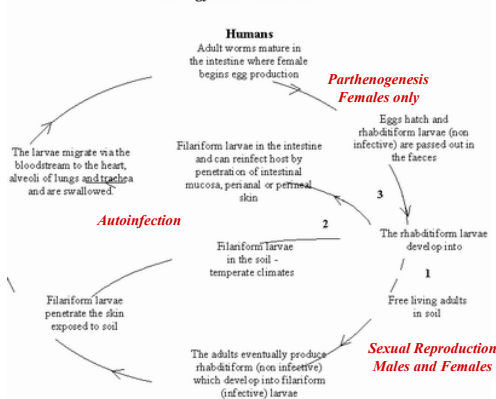 Humans
Adult worms mature in
the intestine where female
begins egg production
Parthenogenesis
Females only
Eggs hatch and
rhabditiform larvae (non
infective) are passed out in
the faeces
The larvae migrate via the
bloodstream to the heart,
alveoli of lungs and trachea
and are swallowed.
Filariform larvae in the intestine
and can reinfect host by
penetration of intestinal
mucosa, perianal or perineal
skin
3
Autoinfection
2
The rhabditiform larvae
develop into
Filariform larvae
in the soil -
temperate climates
1
Filariform larvae
penetrate the skin
exposed to soil
Free living adults
in soil
Sexual Reproduction
Males and Females
The adults eventually produce
rhabditiform (non infective)
which develop into filariform
(infective) larvae